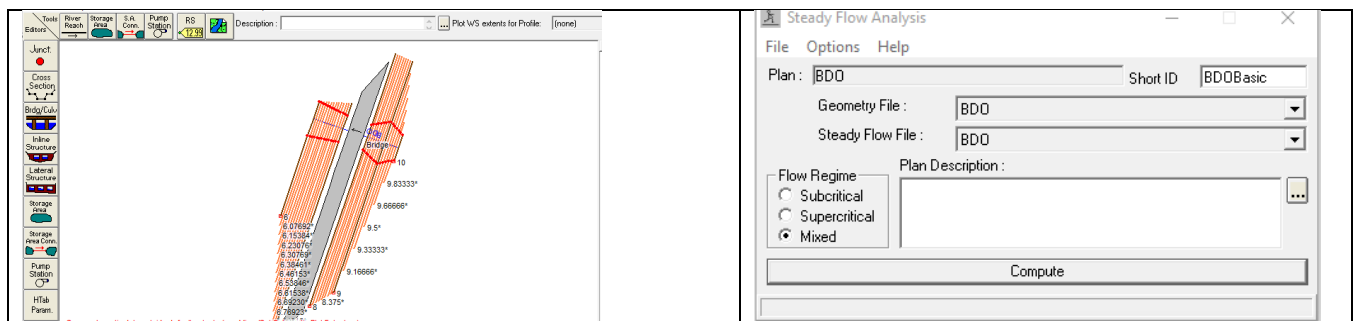 Tools
Editors
River
Reach
Storage
Area
S.A.
Conn.
Pump
Station
RS
12.99
Description :
...
Plot WS extents for Profile:
(none)
Junct.
Cross
Section
Brdg/Culv
Inline
Structure
Lateral
Structure
Storage
Area
Storage
Area Conn.
Pump
Station
HTab
Param.
Bridge
10
9.83333*
9.66666*
9.5*
9.33333*
9.16666*
9
8.375*
8
6
6.07692*
6.15384*
6.23076*
6.30769*
6.38461*
6.46153*
6.53846*
6.61538*
6.69230*
6.76923*
Steady Flow Analysis
File Options Help
Plan : BDO
Short ID BDOBasic
Geometry File : BDO
Steady Flow File : BDO
Flow Regime
Subcritical
Supercritical
Mixed
Plan Description :
...
Compute